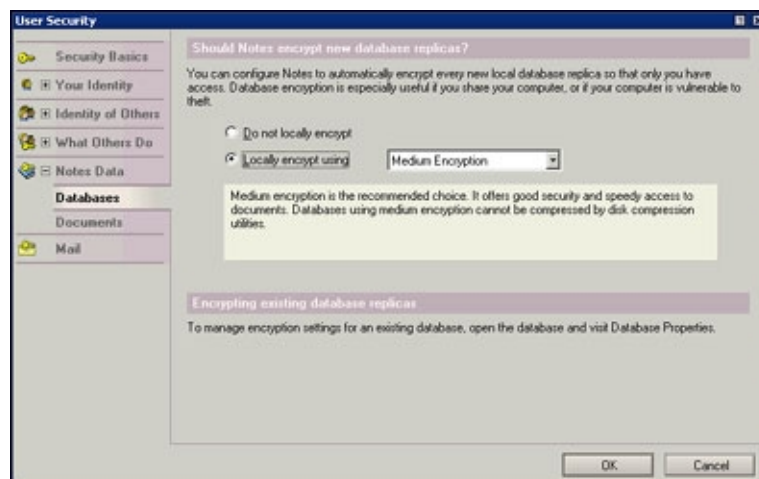 User Security
Security Basics
Your Identity
Identity of Others
What Others Do
Notes Data
Databases
Documents
Mail
Should Notes encrypt new database replicas?
You can configure Notes to automatically encrypt every new local database replica so that only you have
access. Database encryption is especially useful if you share your computer, or if your computer is vulnerable to
theft.
Do not locally encrypt
Locally encrypt using
Medium Encryption
Medium encryption is the recommended choice. It offers good security and speedy access to
documents. Databases using medium encryption cannot be compressed by disk compression
utilities.
Encrypting existing database replicas
To manage encryption settings for an existing database, open the database and visit Database Properties.
OK
Cancel